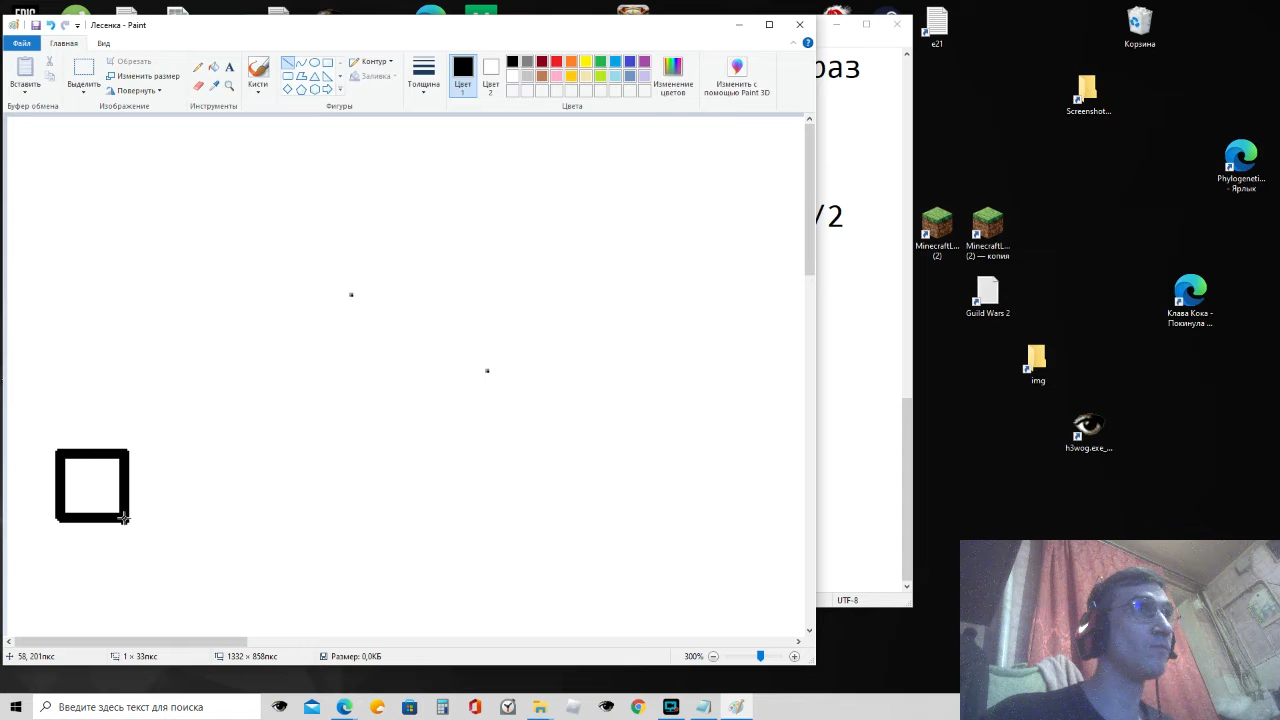 EPIC
Лесенка - Paint
Файл
Главная
Вид
Вставить
Буфер обмена
Выделить
Обрезать
Изменить размер
Повернуть
Изображение
Инструменты
Кисти
Контур
Заливка
Фигуры
Толщина
Цвет 1
Цвет 2
Изменение цветов
Цвета
Изменить с помощью Paint 3D
раз
/2
UTF-8
58, 201пкс
1 × 33пкс
1332 × 858пкс
Размер: 0,0КБ
300%
e21
Корзина
Screenshot...
Phylogeneti... - Ярлык
MinecraftL... (2)
MinecraftL... (2) — копия
Guild Wars 2
Клава Кока - Покинула ...
img
h3wog.exe_...
Введите здесь текст для поиска